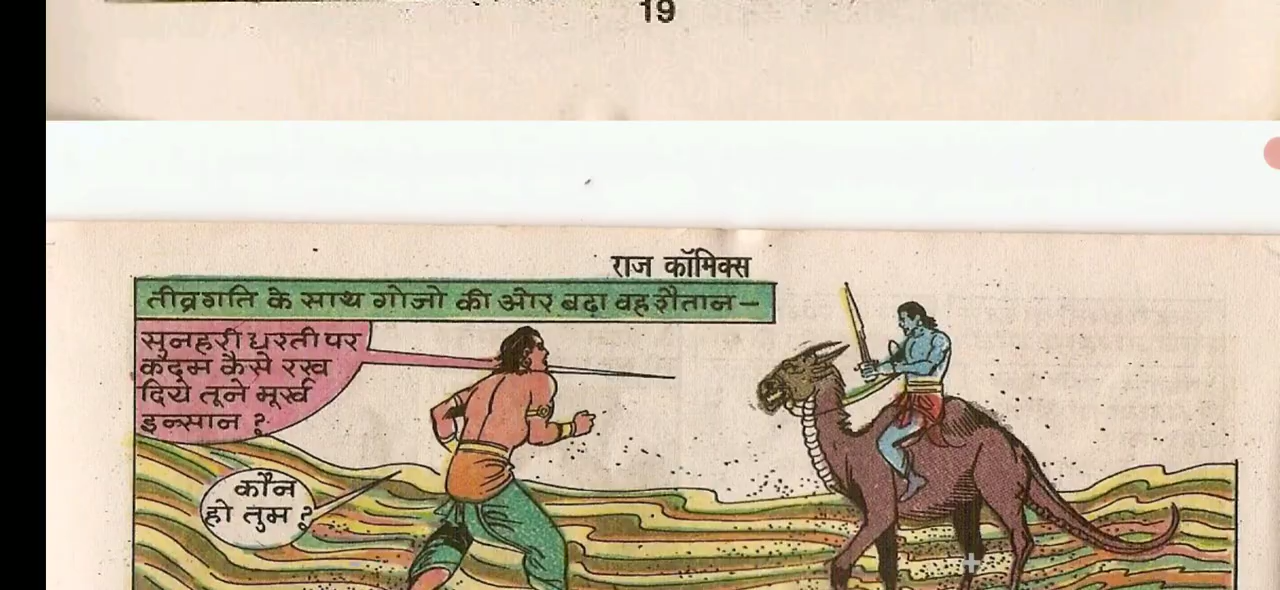 19
राज कॉमिक्स
तीव्रगति के साथ गोजो की ओर बढ़ा वह शैतान–
सुनहरी धरती पर
कदम कैसे रख
दिये तूने मूर्ख
इन्सान ?
कौन
हो तुम ?